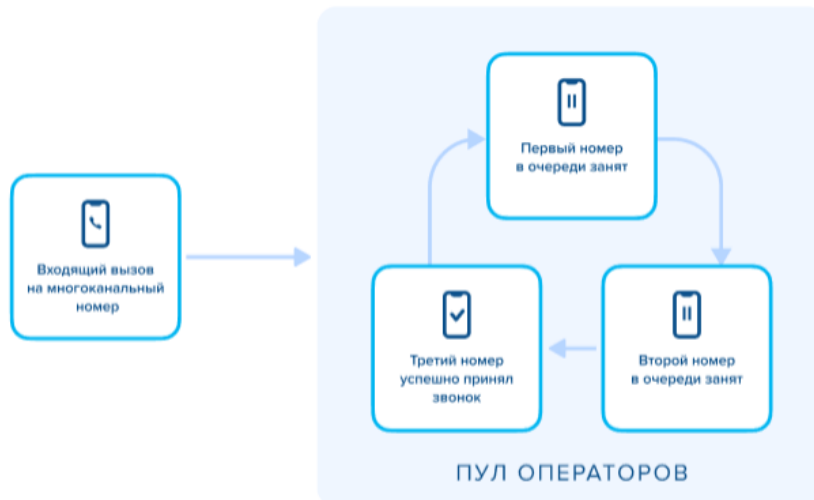 Входящий вызов
на многоканальный
номер
Первый номер
в очереди занят
Второй номер
в очереди занят
Третий номер
успешно принял
звонок
ПУЛ ОПЕРАТОРОВ